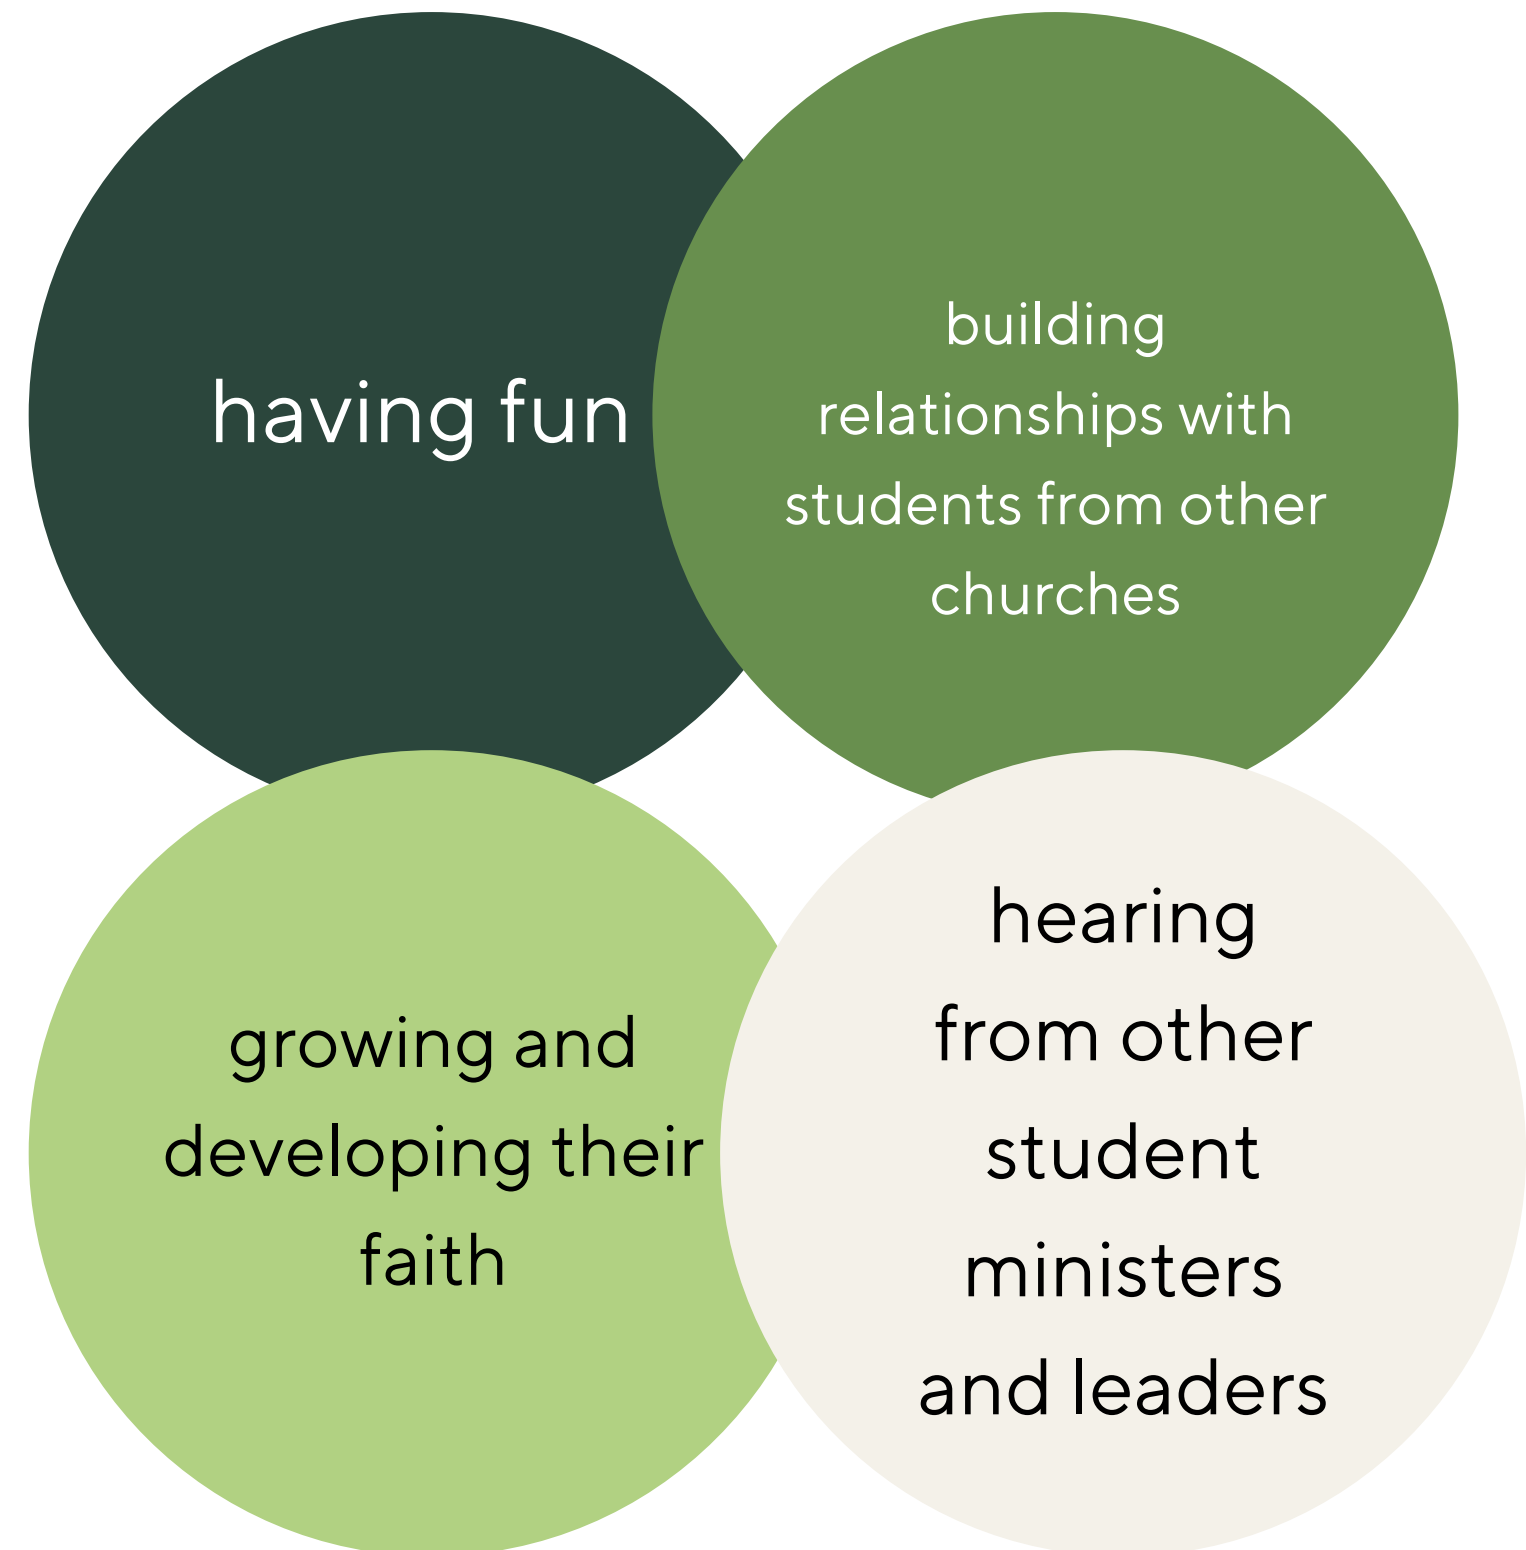 having fun
building
relationships with
students from other
churches
growing and
developing their
faith
hearing
from other
student
ministers
and leaders